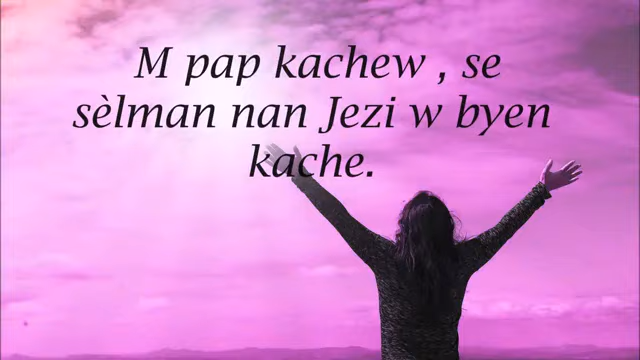 M pap kachew , se
sèlman nan Jezi w byen
kache.